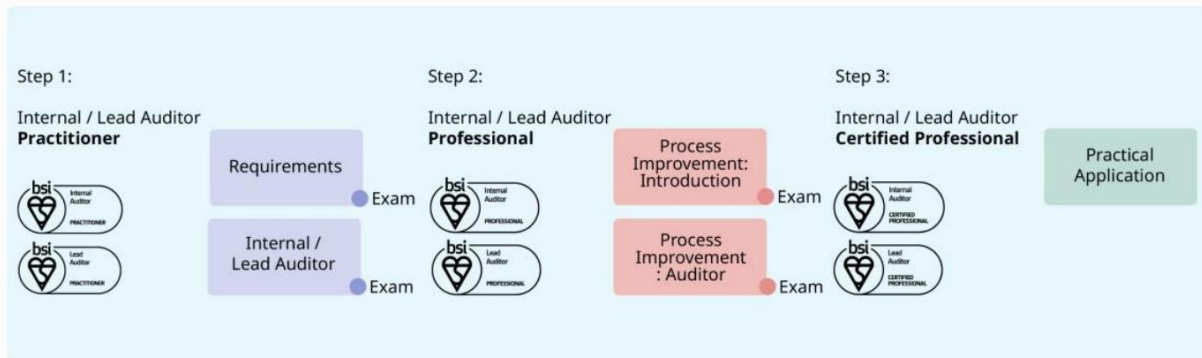 Step 1:
Internal / Lead Auditor
Practitioner
bsi
Internal
Auditor
PRACTITIONER
bsi
Lead
Auditor
PRACTITIONER
Requirements
Exam
Internal /
Lead Auditor
Exam
Step 2:
Internal / Lead Auditor
Professional
bsi
Internal
Auditor
PROFESSIONAL
bsi
Lead
Auditor
PROFESSIONAL
Process
Improvement:
Introduction
Exam
Process
Improvement
: Auditor
Exam
Step 3:
Internal / Lead Auditor
Certified Professional
bsi
Internal
Auditor
CERTIFIED
PROFESSIONAL
bsi
Lead
Auditor
CERTIFIED
PROFESSIONAL
Practical
Application